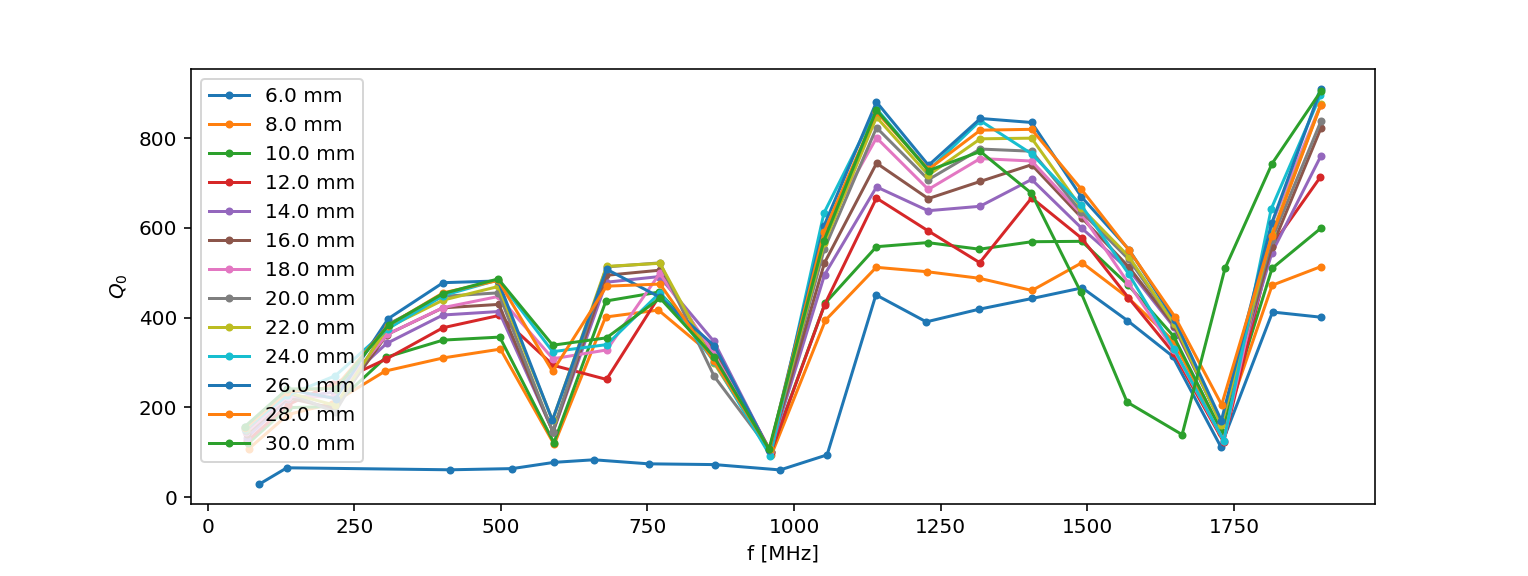 Q₀
800
600
400
200
0
6.0 mm
8.0 mm
10.0 mm
12.0 mm
14.0 mm
16.0 mm
18.0 mm
20.0 mm
22.0 mm
24.0 mm
26.0 mm
28.0 mm
30.0 mm
0 250 500 750 1000 1250 1500 1750
f [MHz]